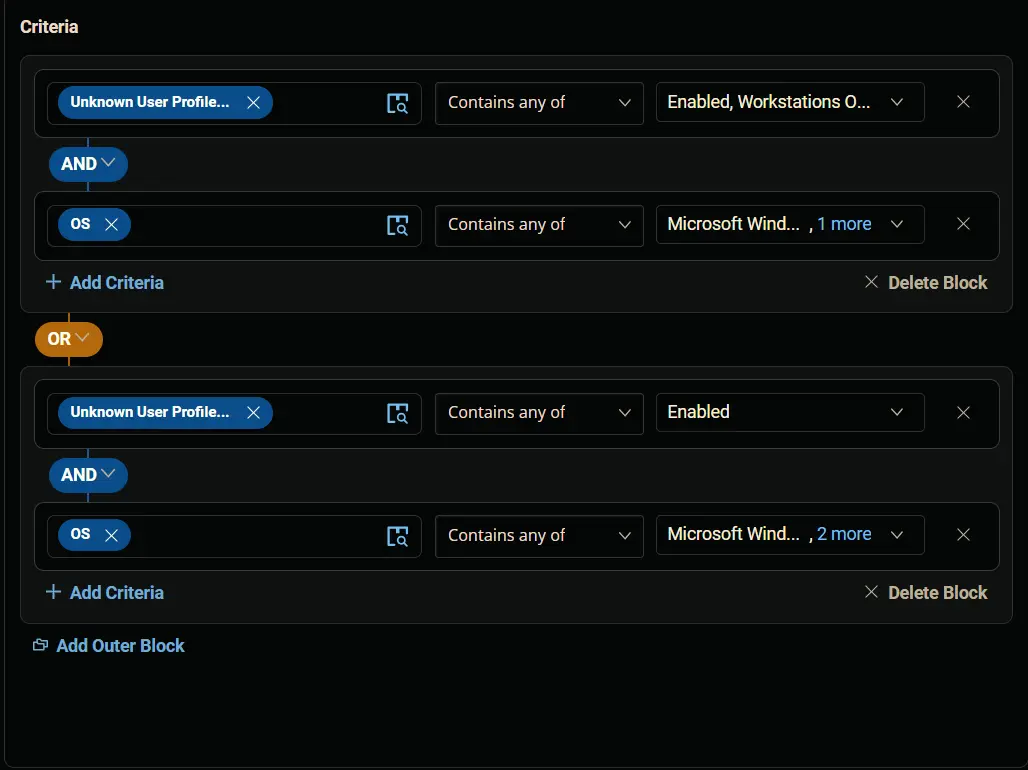 Criteria
Unknown User Profile... Contains any of Enabled, Workstations O...
AND
OS Contains any of Microsoft Wind... , 1 more
Add Criteria Delete Block
OR
Unknown User Profile... Contains any of Enabled
AND
OS Contains any of Microsoft Wind... , 2 more
Add Criteria Delete Block
Add Outer Block